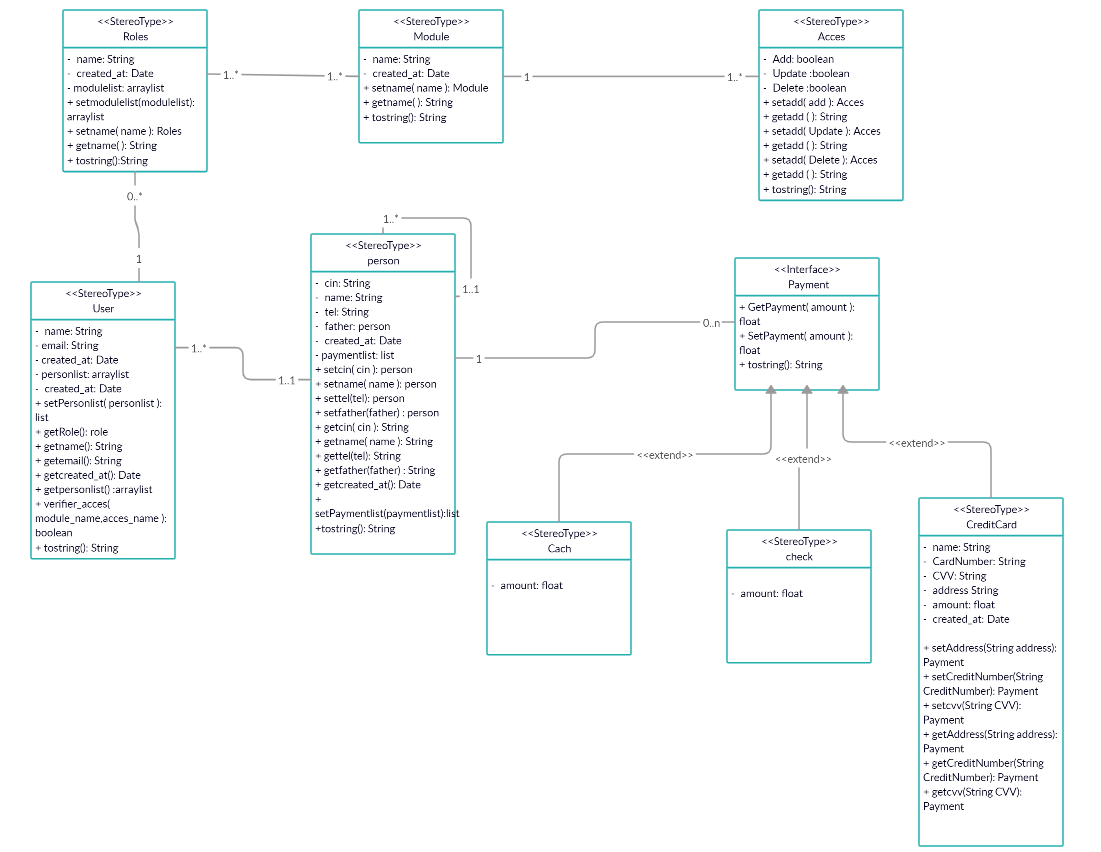 <<StereoType>>
Roles
- name: String
- created_at: Date
- modulelist: arraylist
+ setmodulelist(modulelist):
arraylist
+ setname( name ): Roles
+ getname( ): String
+ tostring():String
1..*
1..*
<<StereoType>>
Module
- name: String
- created_at: Date
+ setname( name ): Module
+ getname( ): String
+ tostring(): String
1
1..*
<<StereoType>>
Acces
- Add: boolean
- Update :boolean
- Delete :boolean
+ setadd( add ): Acces
+ getadd ( ): String
+ setadd( Update ): Acces
+ getadd ( ): String
+ setadd( Delete ): Acces
+ getadd ( ): String
+ tostring(): String
0..*
1
<<StereoType>>
User
- name: String
- email: String
- created_at: Date
- personlist: arraylist
- created_at: Date
+ setPersonlist( personlist ):
list
+ getRole(): role
+ getname(): String
+ getemail(): String
+ getcreated_at(): Date
+ getpersonlist() :arraylist
+ verifier_acces(
module_name,acces_name ):
boolean
+ tostring(): String
1..*
1..1
1..*
1..1
<<StereoType>>
person
- cin: String
- name: String
- tel: String
- father: person
- created_at: Date
- paymentlist: list
+ setcin( cin ): person
+ setname( name ): person
+ settel(tel): person
+ setfather(father) : person
+ getcin( cin ): String
+ getname( name ): String
+ gettel(tel): String
+ getfather(father) : String
+ getcreated_at(): Date
+
setPaymentlist(paymentlist):list
+tostring(): String
1
0..n
<<Interface>>
Payment
+ GetPayment( amount ):
float
+ SetPayment( amount ):
float
+ tostring(): String
<<extend>>
<<extend>>
<<extend>>
<<StereoType>>
Cach
- amount: float
<<StereoType>>
check
- amount: float
<<StereoType>>
CreditCard
- name: String
- CardNumber: String
- CVV: String
- address String
- amount: float
- created_at: Date
+ setAddress(String address):
Payment
+ setCreditNumber(String
CreditNumber): Payment
+ setcvv(String CVV):
Payment
+ getAddress(String address):
Payment
+ getCreditNumber(String
CreditNumber): Payment
+ getcvv(String CVV):
Payment